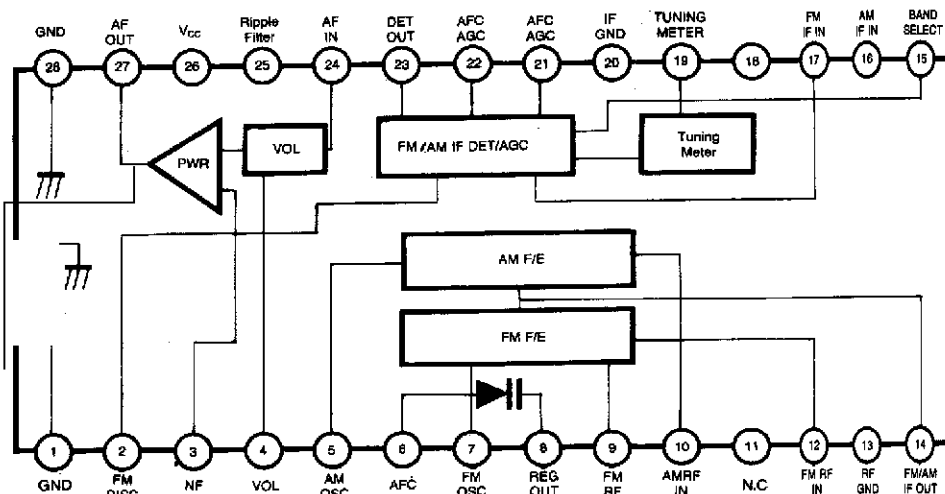 GND
AF
OUT
Vcc
Ripple
Filter
AF
IN
DET
OUT
AFC
AGC
AFC
AGC
IF
GND
TUNING
METER
FM
IF IN
AM
IF IN
BAND
SELECT
28 27 26 25 24 23 22 21 20 19 18 17 16 15
PWR
VOL
FM/AM IF DET/AGC
Tuning
Meter
AM F/E
FM F/E
1 2 3 4 5 6 7 8 9 10 11 12 13 14
GND
FM
DISC
NF
VOL
AM
OSC
AFC
FM
OSC
REG
OUT
FM
RF
AMRF
IN
N.C
FM RF
IN
RF
GND
FM/AM
IF OUT